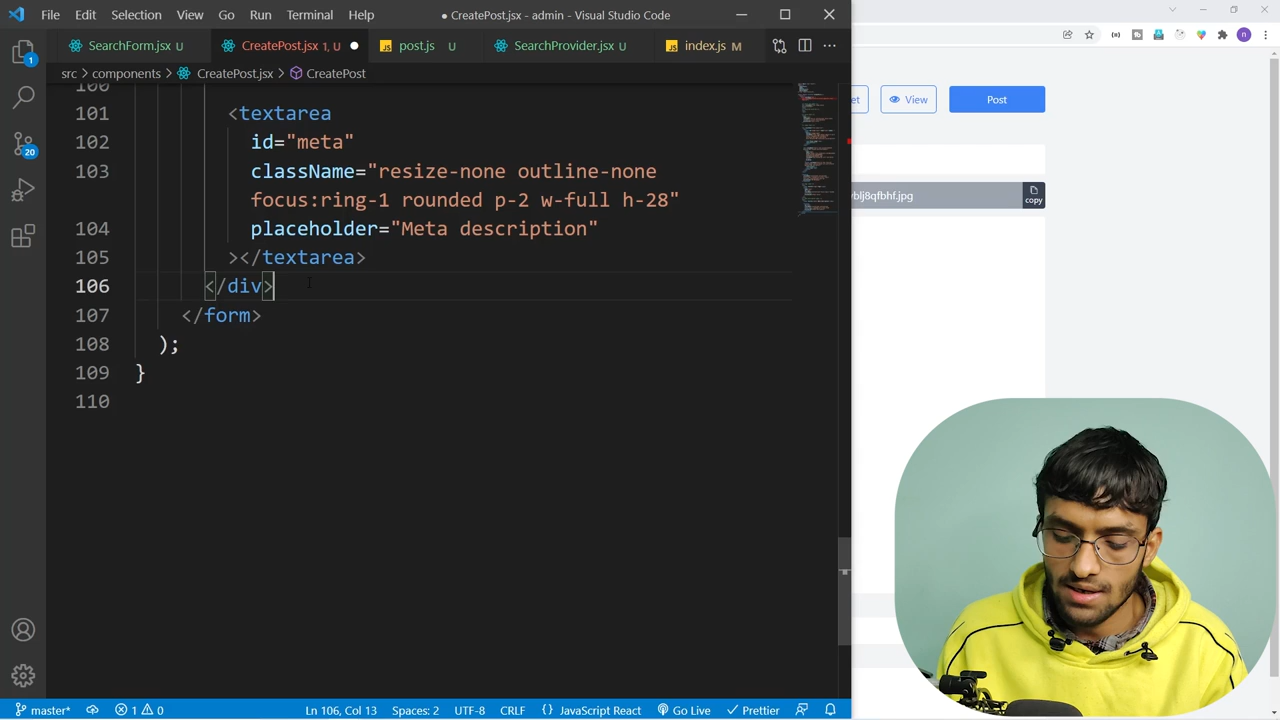 File Edit Selection View Go Run Terminal Help ● CreatePost.jsx - admin - Visual Studio Code
SearchForm.jsx U CreatePost.jsx 1, U ● JS post.js U SearchProvider.jsx U JS index.js M
src > components > CreatePost.jsx > CreatePost
100
101 <textarea
102 id="meta"
103 className="resize-none outline-none
focus:ring-1 rounded p-2 w-full h-28"
104 placeholder="Meta description"
105 ></textarea>
106 </div>
107 </form>
108 );
109 }
110
1
20
master* 1 0 Ln 106, Col 13 Spaces: 2 UTF-8 CRLF {} JavaScript React Go Live Prettier
n
et View Post
blj8qfbhf.jpg copy